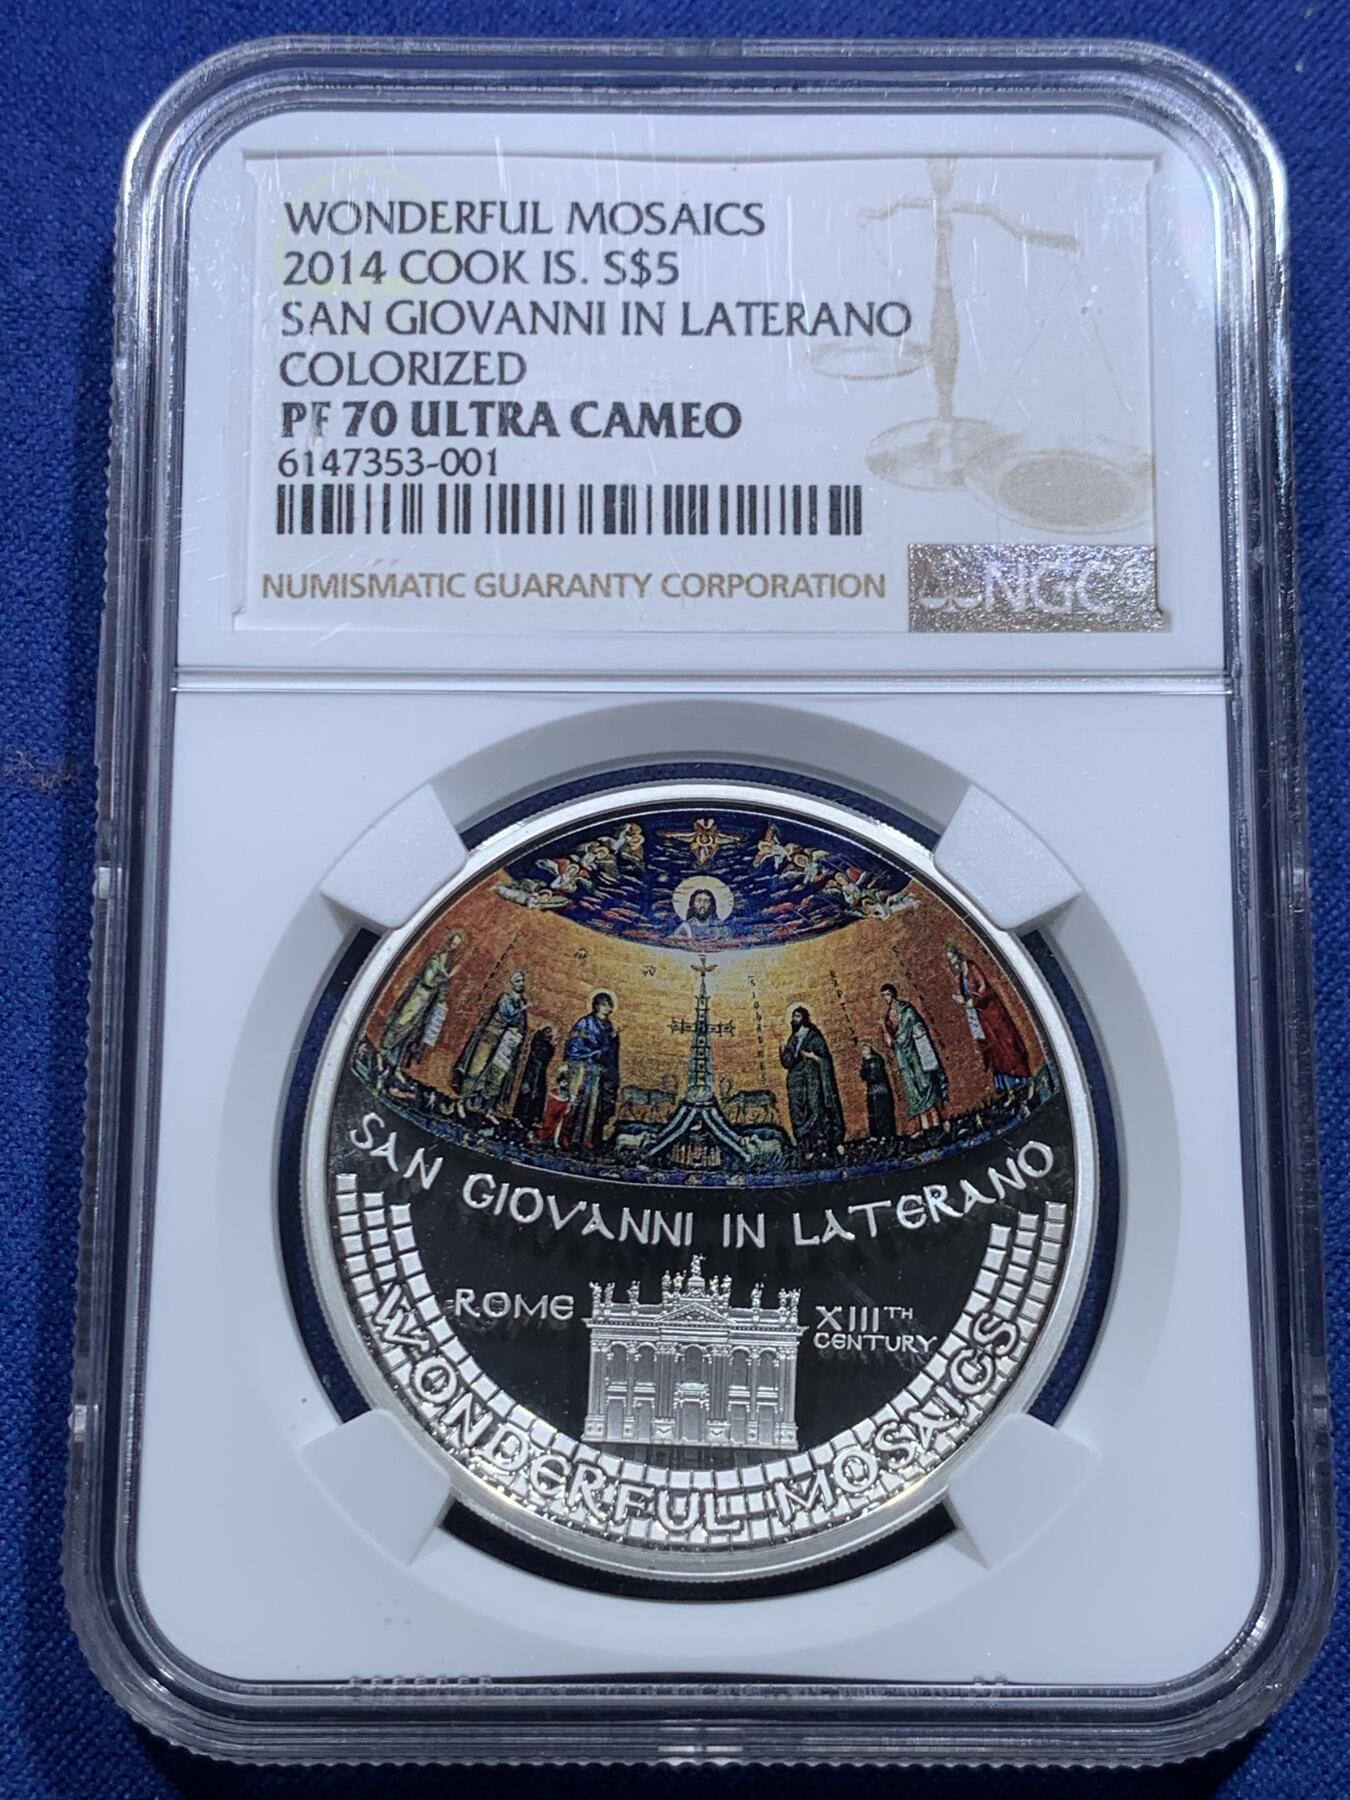 WONDERFUL MOSAICS
2014 COOK IS. S$5
SAN GIOVANNI IN LATERANO
COLORIZED
PF 70 ULTRA CAMEO
6147353-001
NUMISMATIC GUARANTY CORPORATION
NGC®
SAN GIOVANNI IN LATERANO
ROME
XIIITH
CENTURY
WONDERFUL MOSAICS